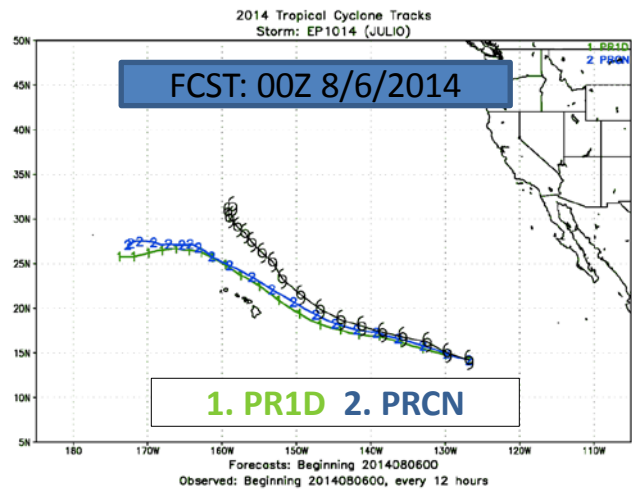 2014 Tropical Cyclone Tracks
Storm: EP1014 (JULIO)
1 PR1D
2 PRCN
FCST: 00Z 8/6/2014
50N
45N
40N
35N
30N
25N
20N
15N
10N
5N
1. PR1D 2. PRCN
180 170W 160W 150W 140W 130W 120W 110W
Forecasts: Beginning 2014080600
Observed: Beginning 2014080600, every 12 hours